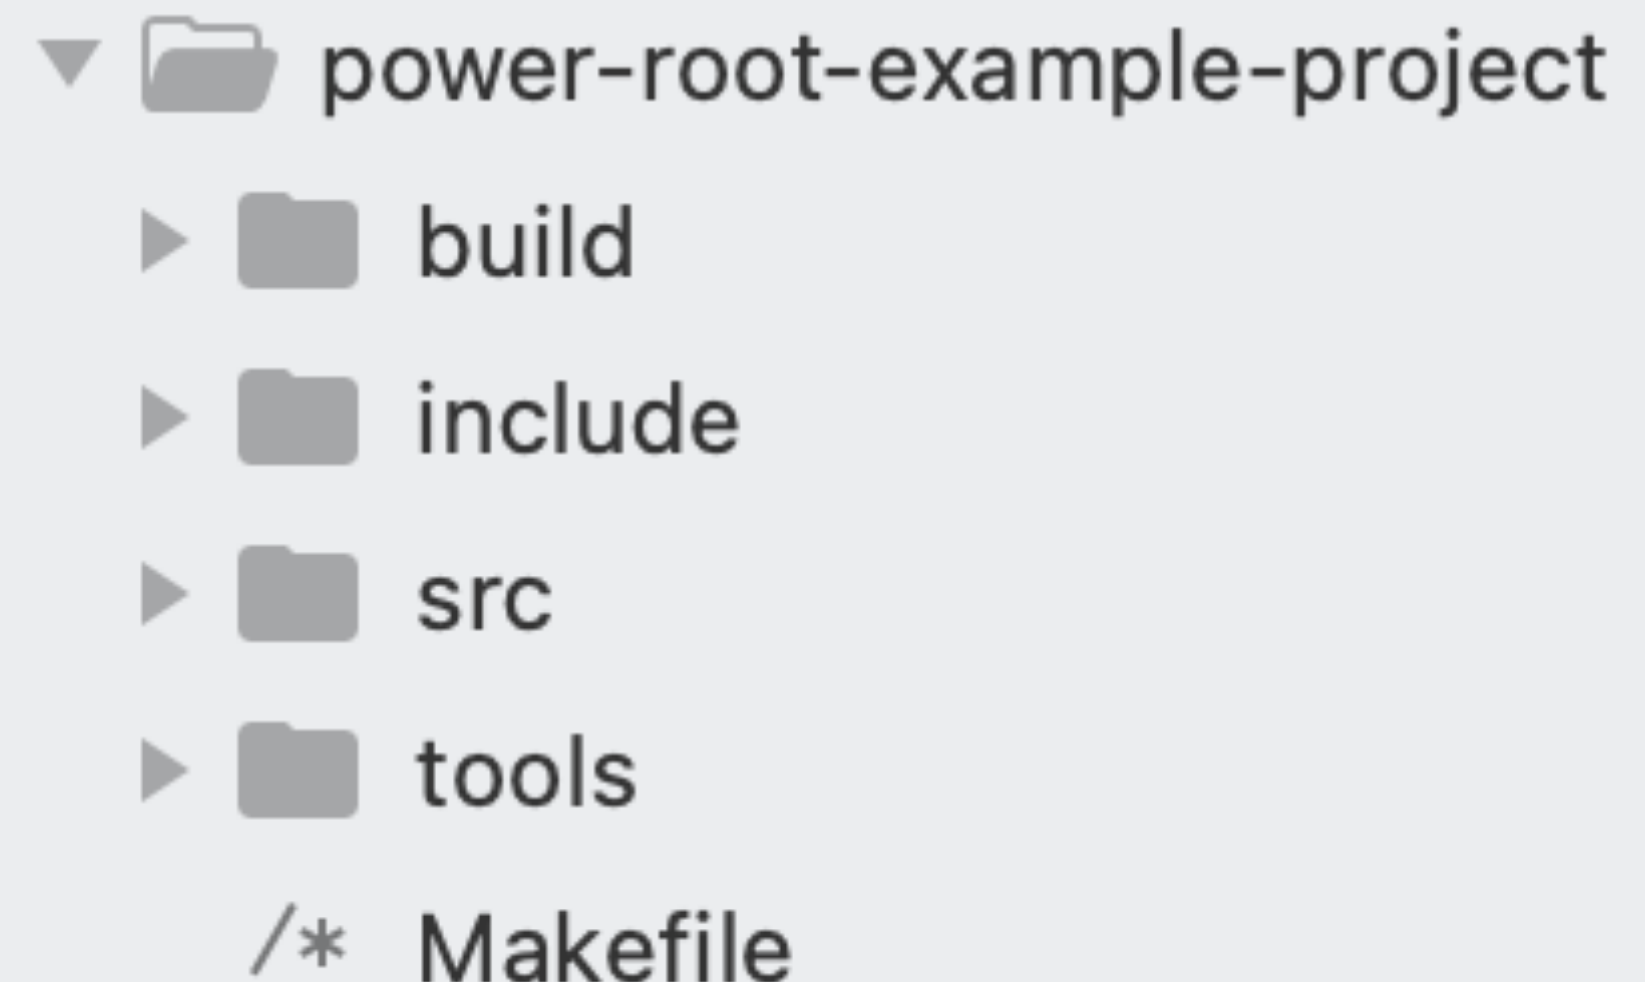 power-root-example-project
build
include
src
tools
/* Makefile